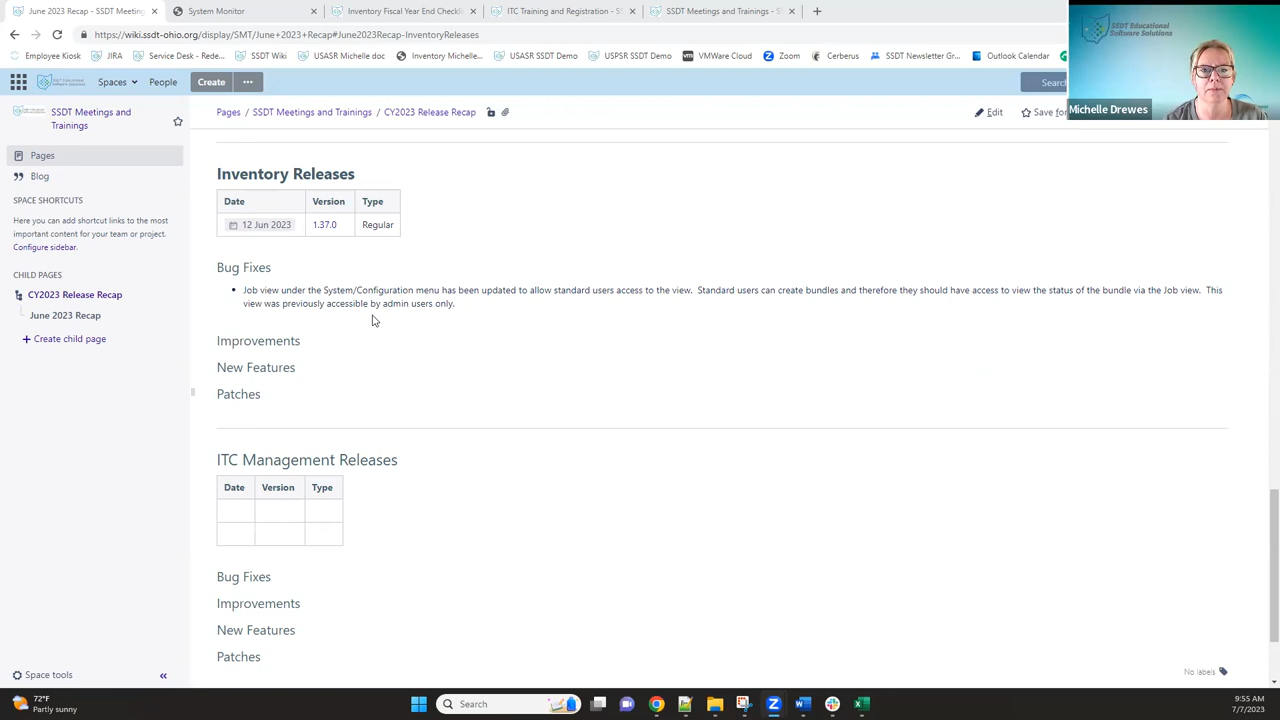 June 2023 Recap - SSDT Meeting
System Monitor
Inventory Fiscal Year End Checkli
ITC Training and Registration - SS
SSDT Meetings and Trainings - S
https://wiki.ssdt-ohio.org/display/SMT/June+2023+Recap#June2023Recap-InventoryReleases
Employee Kiosk
JIRA
Service Desk - Rede...
SSDT Wiki
USASR Michelle doc
Inventory Michelle...
USASR SSDT Demo
USPSR SSDT Demo
VMWare Cloud
Zoom
Cerberus
SSDT Newsletter Gr...
Outlook Calendar
SSDT Educational
Software Solutions
Michelle Drewes
Spaces
People
Create
Search
SSDT Meetings and
Trainings
Pages
Blog
SPACE SHORTCUTS
Here you can add shortcut links to the most
important content for your team or project.
Configure sidebar.
CHILD PAGES
CY2023 Release Recap
June 2023 Recap
+ Create child page
Space tools
Pages / SSDT Meetings and Trainings / CY2023 Release Recap
Edit
Save for
Inventory Releases
Date Version Type
12 Jun 2023 1.37.0 Regular
Bug Fixes
• Job view under the System/Configuration menu has been updated to allow standard users access to the view. Standard users can create bundles and therefore they should have access to view the status of the bundle via the Job view. This
view was previously accessible by admin users only.
Improvements
New Features
Patches
ITC Management Releases
Date Version Type
Bug Fixes
Improvements
New Features
Patches
No labels
72°F
Partly sunny
Search
9:55 AM
7/7/2023